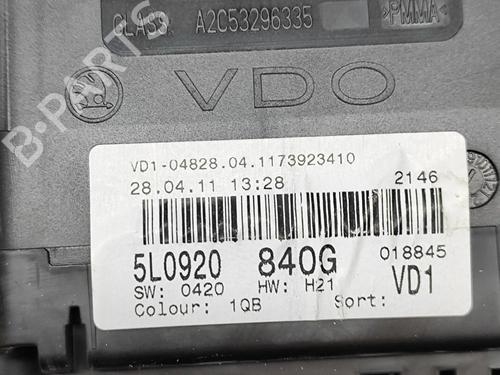 GLASS A2C53296335 >PMMA<
VDO
B-PARTS
VD1-04828.04.1173923410
28.04.11 13:28 2146
5L0920 840G 018845
SW: 0420 HW: H21 VD1
Colour: 1QB Sort: